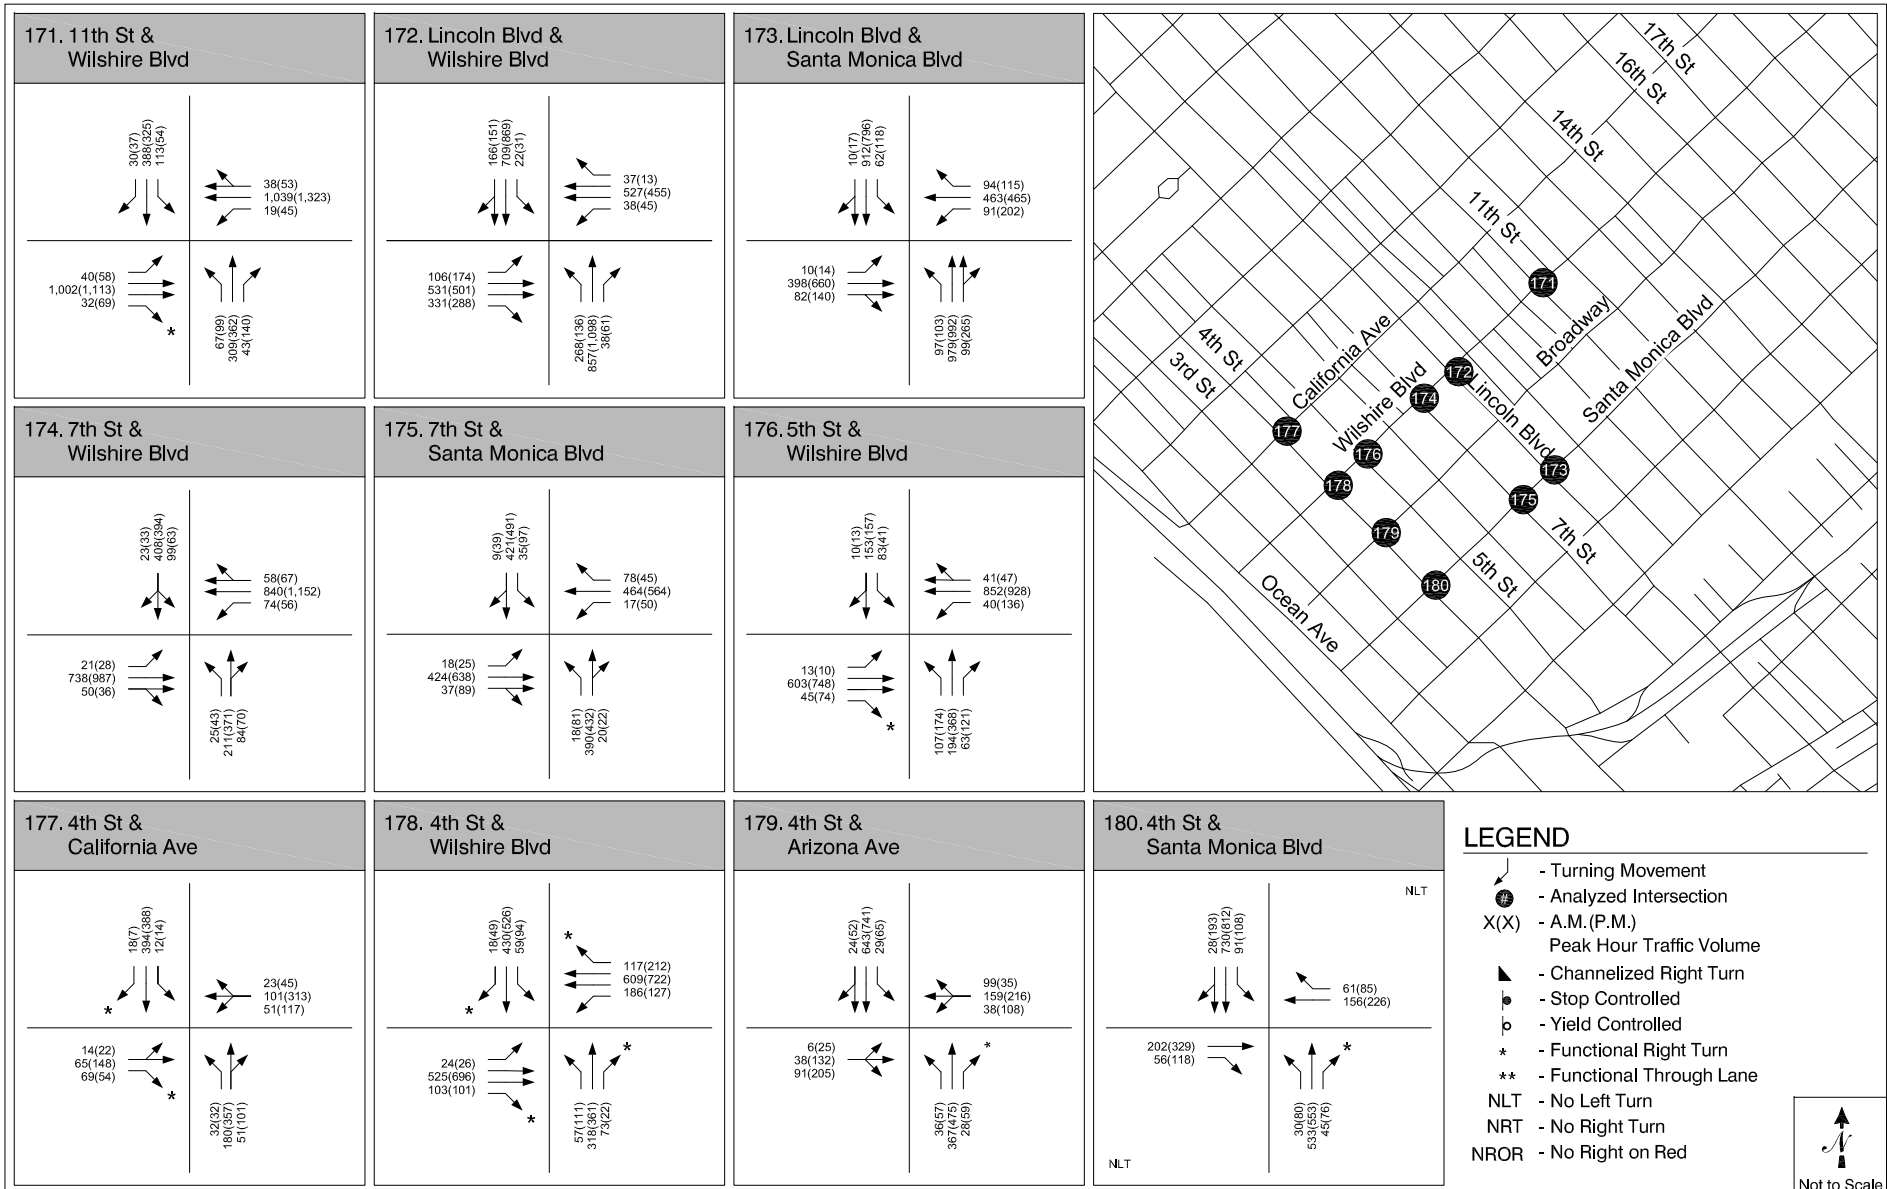 171. 11th St &
Wilshire Blvd
30(37)
388(325)
113(54)
38(53)
1,039(1,323)
19(45)
40(58)
1,002(1,113)
32(69)
*
67(99)
309(362)
43(140)
172. Lincoln Blvd &
Wilshire Blvd
166(151)
709(869)
22(31)
37(13)
527(455)
38(45)
106(174)
531(501)
331(288)
268(136)
857(1,098)
38(61)
173. Lincoln Blvd &
Santa Monica Blvd
10(17)
912(796)
62(118)
94(115)
463(465)
91(202)
10(14)
398(660)
82(140)
97(103)
979(992)
99(265)
174. 7th St &
Wilshire Blvd
23(33)
408(394)
99(63)
58(67)
840(1,152)
74(56)
21(28)
738(987)
50(36)
25(43)
211(371)
84(70)
175. 7th St &
Santa Monica Blvd
9(39)
421(491)
35(97)
78(45)
464(564)
17(50)
18(25)
424(638)
37(89)
18(81)
390(432)
20(22)
176. 5th St &
Wilshire Blvd
10(13)
153(157)
83(41)
41(47)
852(928)
40(136)
13(10)
603(748)
45(74)
*
107(174)
194(368)
63(121)
177. 4th St &
California Ave
18(7)
394(388)
12(14)
*
23(45)
101(313)
51(117)
14(22)
65(148)
69(54)
*
32(32)
180(357)
51(101)
178. 4th St &
Wilshire Blvd
18(49)
430(526)
59(94)
*
*
117(212)
609(722)
186(127)
24(26)
525(696)
103(101)
*
*
57(111)
318(361)
73(22)
179. 4th St &
Arizona Ave
24(52)
643(741)
29(65)
99(35)
159(216)
38(108)
6(25)
38(132)
91(205)
*
36(57)
367(475)
28(59)
180. 4th St &
Santa Monica Blvd
NLT
28(193)
730(812)
91(108)
61(85)
156(226)
202(329)
56(118)
*
30(80)
533(553)
45(76)
NLT
17th St
16th St
14th St
11th St
171
Broadway
Santa Monica Blvd
4th St
3rd St
California Ave
Wilshire Blvd
172
174
Lincoln Blvd
177
176
178
173
175
179
7th St
5th St
180
Ocean Ave
LEGEND
- Turning Movement
# - Analyzed Intersection
X(X) - A.M.(P.M.)
Peak Hour Traffic Volume
- Channelized Right Turn
- Stop Controlled
- Yield Controlled
* - Functional Right Turn
** - Functional Through Lane
NLT - No Left Turn
NRT - No Right Turn
NROR - No Right on Red
N
Not to Scale